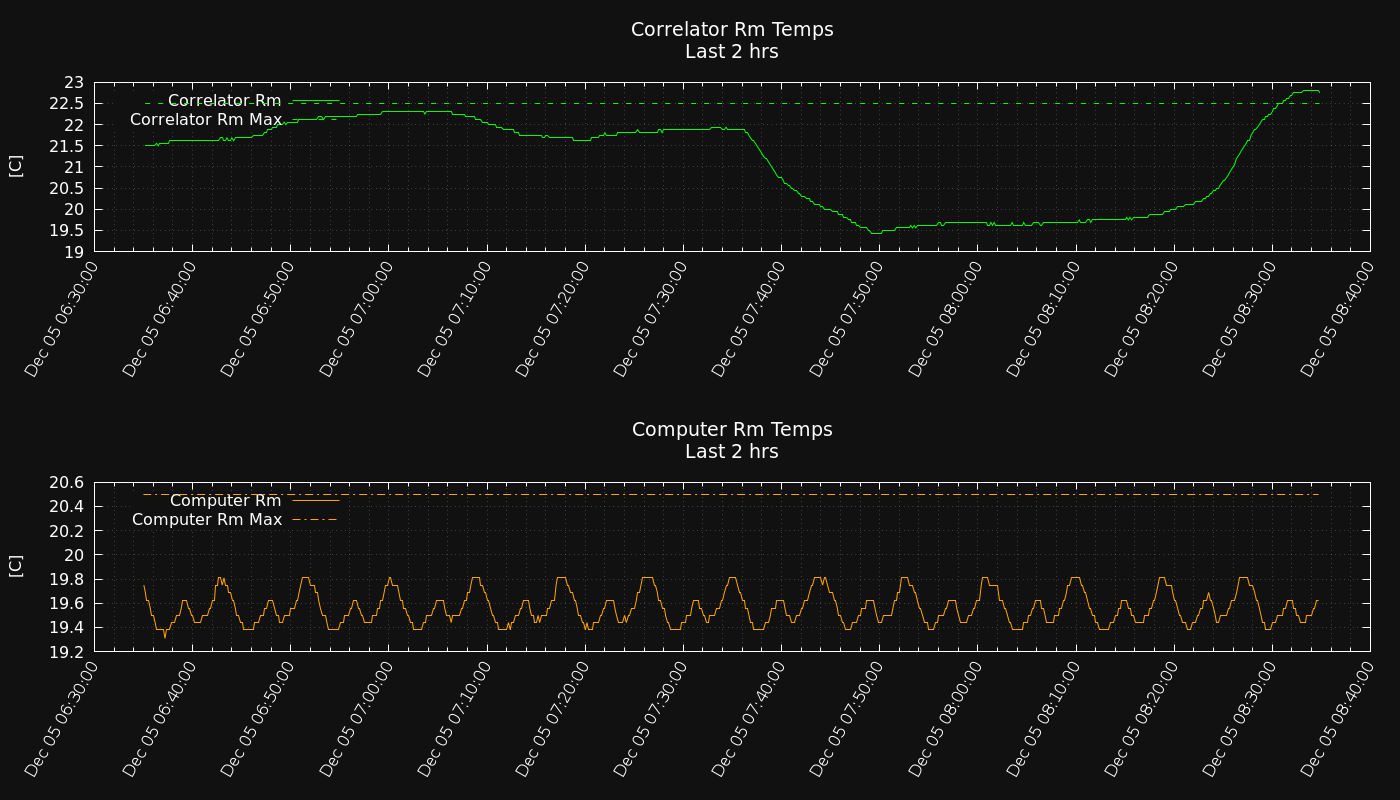 Correlator Rm Temps
Last 2 hrs
23
22.5
22
21.5
21
20.5
20
19.5
19
[C]
Correlator Rm
Correlator Rm Max
Dec 05 06:30:00
Dec 05 06:40:00
Dec 05 06:50:00
Dec 05 07:00:00
Dec 05 07:10:00
Dec 05 07:20:00
Dec 05 07:30:00
Dec 05 07:40:00
Dec 05 07:50:00
Dec 05 08:00:00
Dec 05 08:10:00
Dec 05 08:20:00
Dec 05 08:30:00
Dec 05 08:40:00
Computer Rm Temps
Last 2 hrs
20.6
20.4
20.2
20
19.8
19.6
19.4
19.2
[C]
Computer Rm
Computer Rm Max
Dec 05 06:30:00
Dec 05 06:40:00
Dec 05 06:50:00
Dec 05 07:00:00
Dec 05 07:10:00
Dec 05 07:20:00
Dec 05 07:30:00
Dec 05 07:40:00
Dec 05 07:50:00
Dec 05 08:00:00
Dec 05 08:10:00
Dec 05 08:20:00
Dec 05 08:30:00
Dec 05 08:40:00